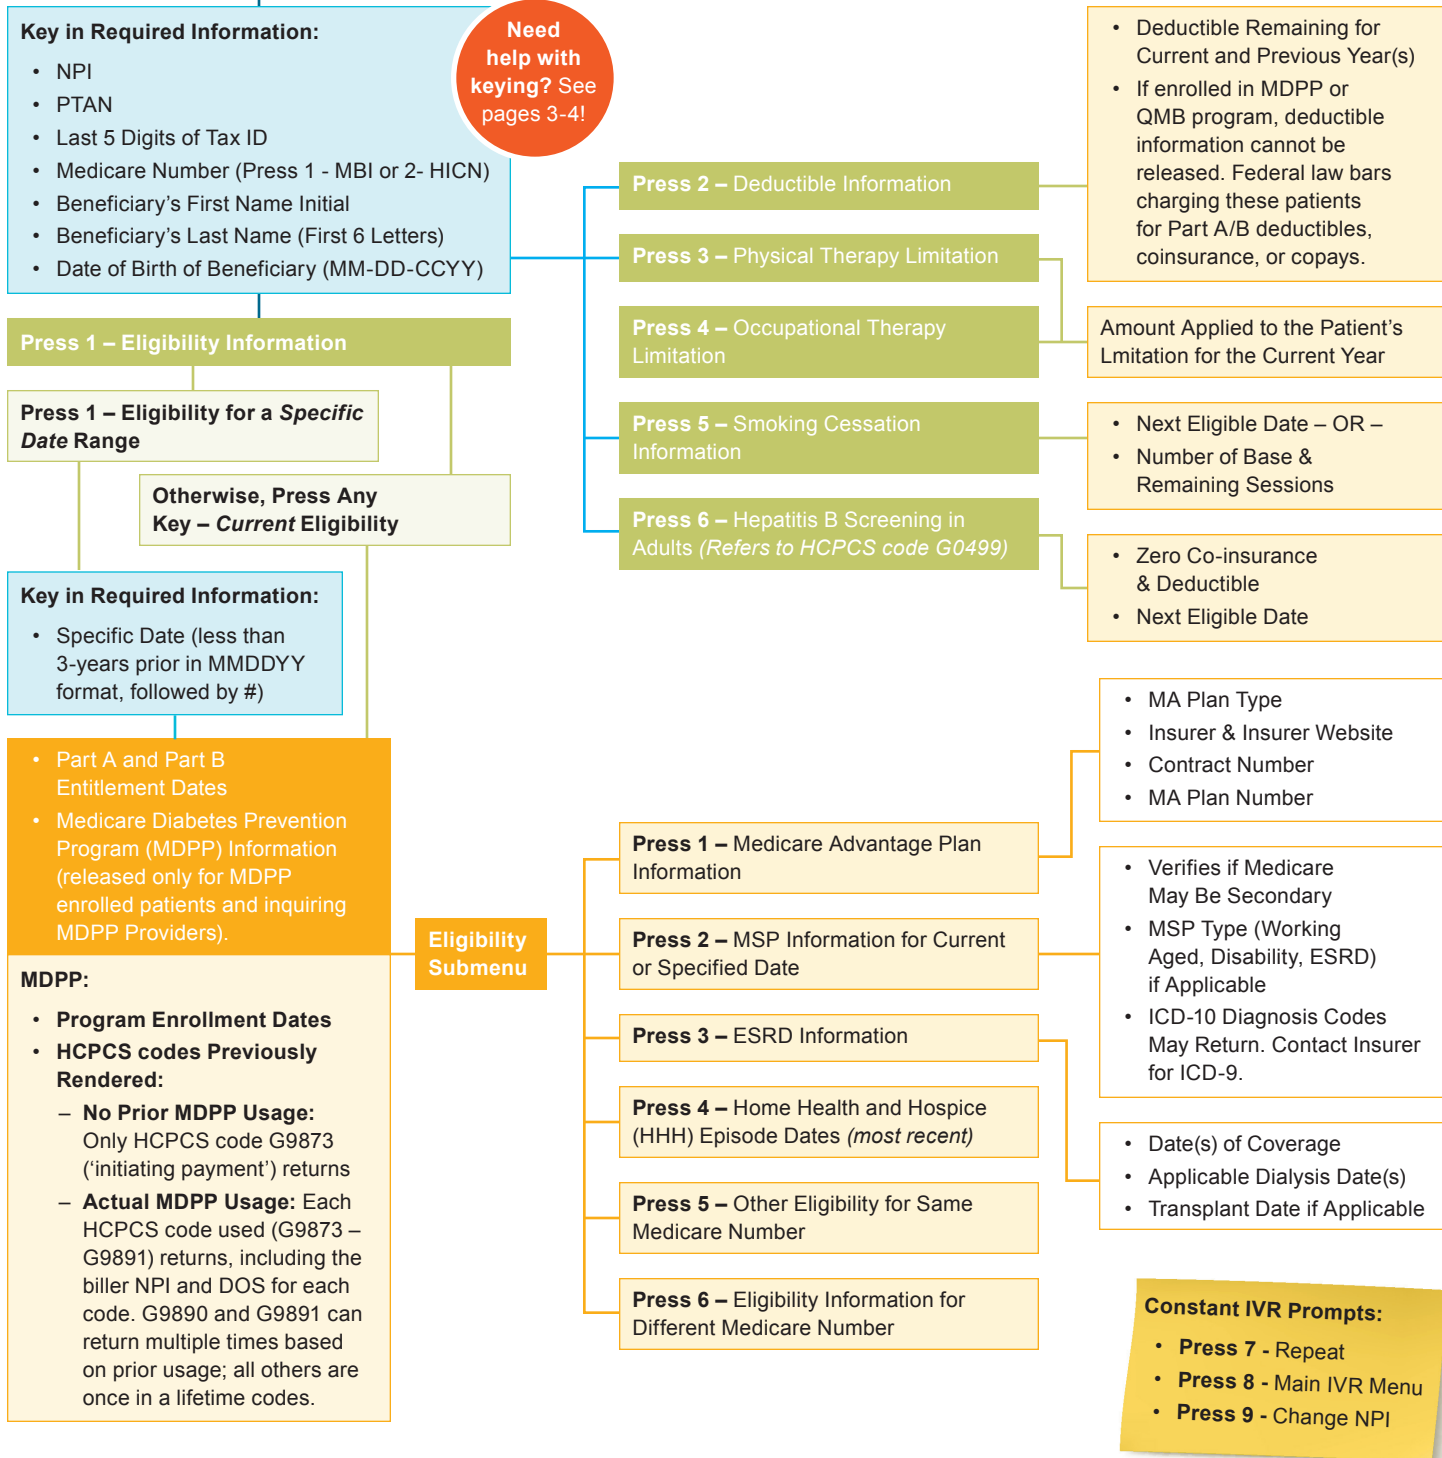 Key in Required Information:
• NPI
• PTAN
• Last 5 Digits of Tax ID
• Medicare Number (Press 1 - MBI or 2- HICN)
• Beneficiary's First Name Initial
• Beneficiary's Last Name (First 6 Letters)
• Date of Birth of Beneficiary (MM-DD-CCYY)
Need
help with
keying? See
pages 3-4!
Press 1 – Eligibility Information
Press 1 – Eligibility for a Specific
Date Range
Otherwise, Press Any
Key – Current Eligibility
Key in Required Information:
• Specific Date (less than
3-years prior in MMDDYY
format, followed by #)
• Part A and Part B
Entitlement Dates
• Medicare Diabetes Prevention
Program (MDPP) Information
(released only for MDPP
enrolled patients and inquiring
MDPP Providers).
MDPP:
• Program Enrollment Dates
• HCPCS codes Previously
Rendered:
– No Prior MDPP Usage:
Only HCPCS code G9873
('initiating payment') returns
– Actual MDPP Usage: Each
HCPCS code used (G9873 –
G9891) returns, including the
biller NPI and DOS for each
code. G9890 and G9891 can
return multiple times based
on prior usage; all others are
once in a lifetime codes.
Press 2 – Deductible Information
Press 3 – Physical Therapy Limitation
Press 4 – Occupational Therapy
Limitation
Press 5 – Smoking Cessation
Information
Press 6 – Hepatitis B Screening in
Adults (Refers to HCPCS code G0499)
• Deductible Remaining for
Current and Previous Year(s)
• If enrolled in MDPP or
QMB program, deductible
information cannot be
released. Federal law bars
charging these patients
for Part A/B deductibles,
coinsurance, or copays.
Amount Applied to the Patient's
Lmitation for the Current Year
• Next Eligible Date – OR –
• Number of Base &
Remaining Sessions
• Zero Co-insurance
& Deductible
• Next Eligible Date
Eligibility
Submenu
Press 1 – Medicare Advantage Plan
Information
Press 2 – MSP Information for Current
or Specified Date
Press 3 – ESRD Information
Press 4 – Home Health and Hospice
(HHH) Episode Dates (most recent)
Press 5 – Other Eligibility for Same
Medicare Number
Press 6 – Eligibility Information for
Different Medicare Number
• MA Plan Type
• Insurer & Insurer Website
• Contract Number
• MA Plan Number
• Verifies if Medicare
May Be Secondary
• MSP Type (Working
Aged, Disability, ESRD)
if Applicable
• ICD-10 Diagnosis Codes
May Return. Contact Insurer
for ICD-9.
• Date(s) of Coverage
• Applicable Dialysis Date(s)
• Transplant Date if Applicable
Constant IVR Prompts:
• Press 7 - Repeat
• Press 8 - Main IVR Menu
• Press 9 - Change NPI